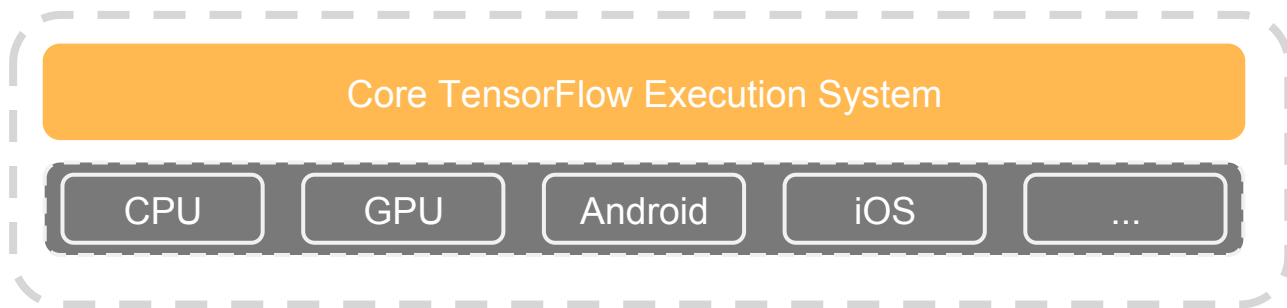 Core TensorFlow Execution System
CPU GPU Android iOS ...